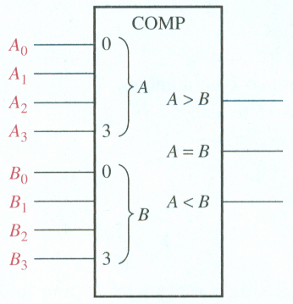 COMP
A0 0
A1
A2 A
A3 3
B0 0
B1
B2 B
B3 3
A > B
A = B
A < B